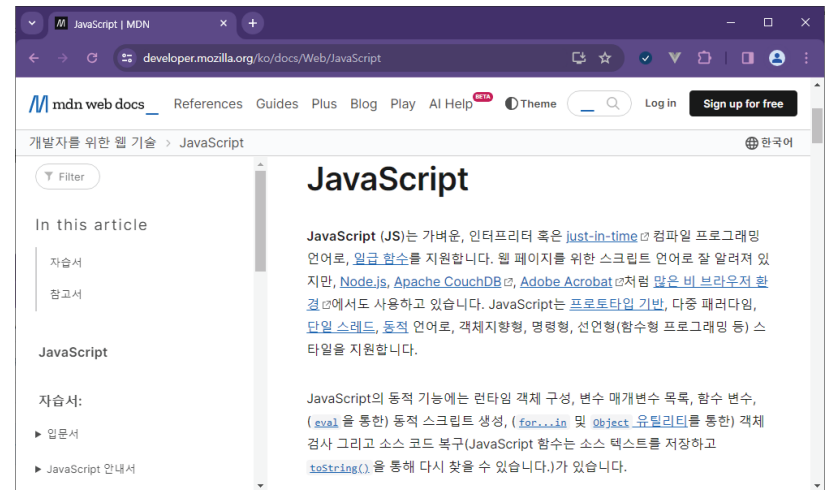 JavaScript | MDN
developer.mozilla.org/ko/docs/Web/JavaScript
mdn web docs_ References Guides Plus Blog Play AI Help BETA Theme Log in Sign up for free
개발자를 위한 웹 기술 > JavaScript 한국어
Filter
In this article
자습서
참고서
JavaScript
자습서:
▶ 입문서
▶ JavaScript 안내서
JavaScript
JavaScript (JS)는 가벼운, 인터프리터 혹은 just-in-time 컴파일 프로그래밍
언어로, 일급 함수를 지원합니다. 웹 페이지를 위한 스크립트 언어로 잘 알려져 있
지만, Node.js, Apache CouchDB, Adobe Acrobat처럼 많은 비 브라우저 환
경에서도 사용하고 있습니다. JavaScript는 프로토타입 기반, 다중 패러다임,
단일 스레드, 동적 언어로, 객체지향형, 명령형, 선언형(함수형 프로그래밍 등) 스
타일을 지원합니다.
JavaScript의 동적 기능에는 런타임 객체 구성, 변수 매개변수 목록, 함수 변수,
( eval 을 통한) 동적 스크립트 생성, ( for...in 및 Object 유틸리티를 통한) 객체
검사 그리고 소스 코드 복구(JavaScript 함수는 소스 텍스트를 저장하고
toString() 을 통해 다시 찾을 수 있습니다.)가 있습니다.